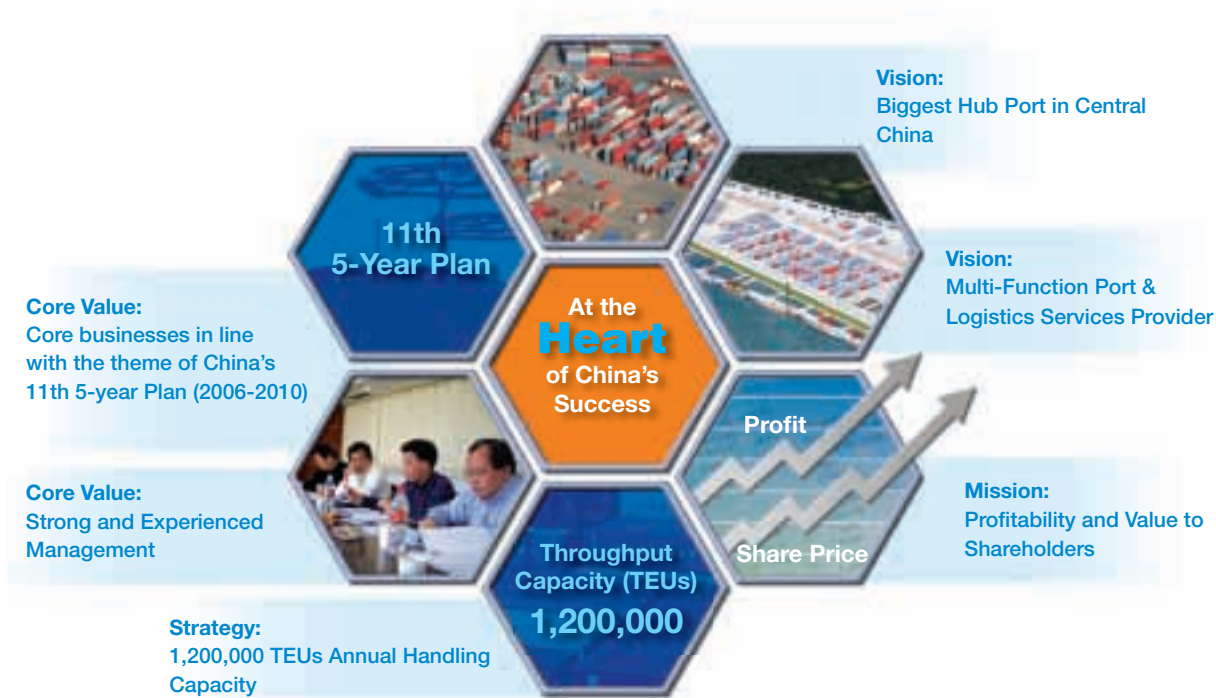 Vision:
Biggest Hub Port in Central
China
11th
5-Year Plan
Vision:
Multi-Function Port &
Logistics Services Provider
Core Value:
Core businesses in line
with the theme of China's
11th 5-year Plan (2006-2010)
At the
Heart
of China's
Success
Profit
Share Price
Core Value:
Strong and Experienced
Management
Mission:
Profitability and Value to
Shareholders
Throughput
Capacity (TEUs)
1,200,000
Strategy:
1,200,000 TEUs Annual Handling
Capacity